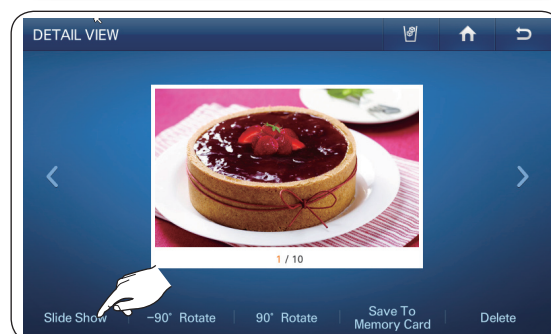 DETAIL VIEW
1 / 10
Slide Show
-90° Rotate
90° Rotate
Save To
Memory Card
Delete